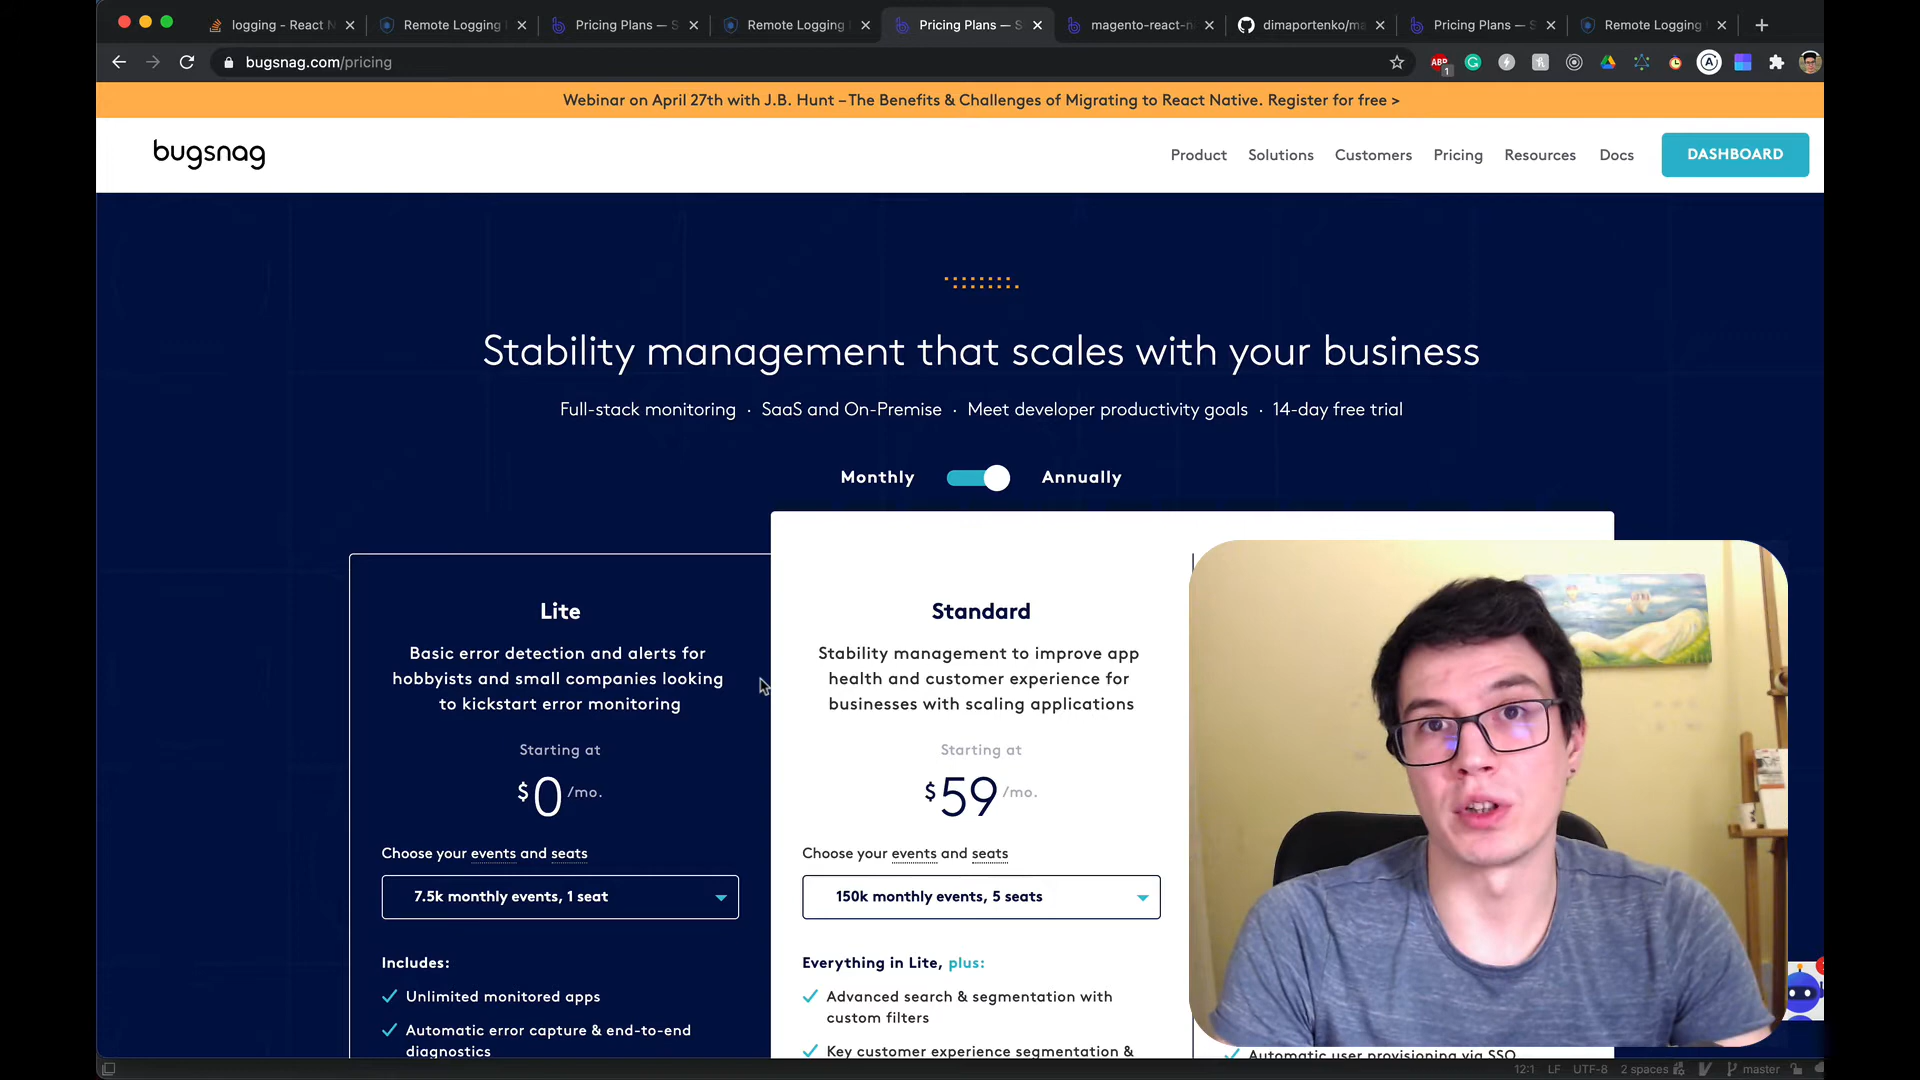 logging - React N
Remote Logging
Pricing Plans — S
Remote Logging
Pricing Plans — S
magento-react-n
dimaportenko/ma
Pricing Plans — S
Remote Logging
bugsnag.com/pricing
ABP
1
Webinar on April 27th with J.B. Hunt – The Benefits & Challenges of Migrating to React Native. Register for free >
bugsnag
Product
Solutions
Customers
Pricing
Resources
Docs
DASHBOARD
Stability management that scales with your business
Full-stack monitoring · SaaS and On-Premise · Meet developer productivity goals · 14-day free trial
Monthly
Annually
Lite
Basic error detection and alerts for
hobbyists and small companies looking
to kickstart error monitoring
Starting at
$0 /mo.
Choose your events and seats
7.5k monthly events, 1 seat
Includes:
Unlimited monitored apps
Automatic error capture & end-to-end
diagnostics
Standard
Stability management to improve app
health and customer experience for
businesses with scaling applications
Starting at
$59 /mo.
Choose your events and seats
150k monthly events, 5 seats
Everything in Lite, plus:
Advanced search & segmentation with
custom filters
Key customer experience segmentation &
Automatic user provisioning via SSO
12:1
LF
UTF-8
2 spaces
master